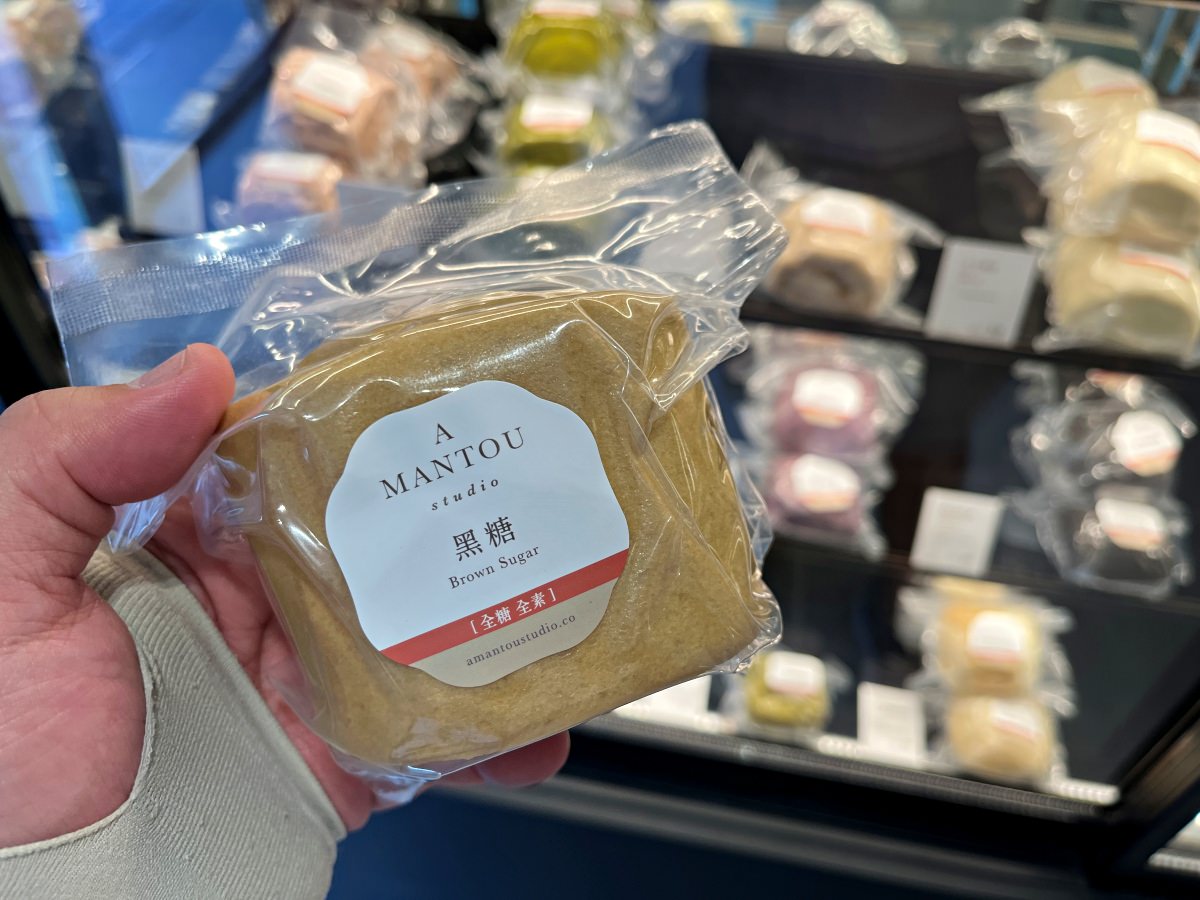 A
MANTOU
studio
黑糖
Brown Sugar
[全糖 全素]
amantoustudio.co